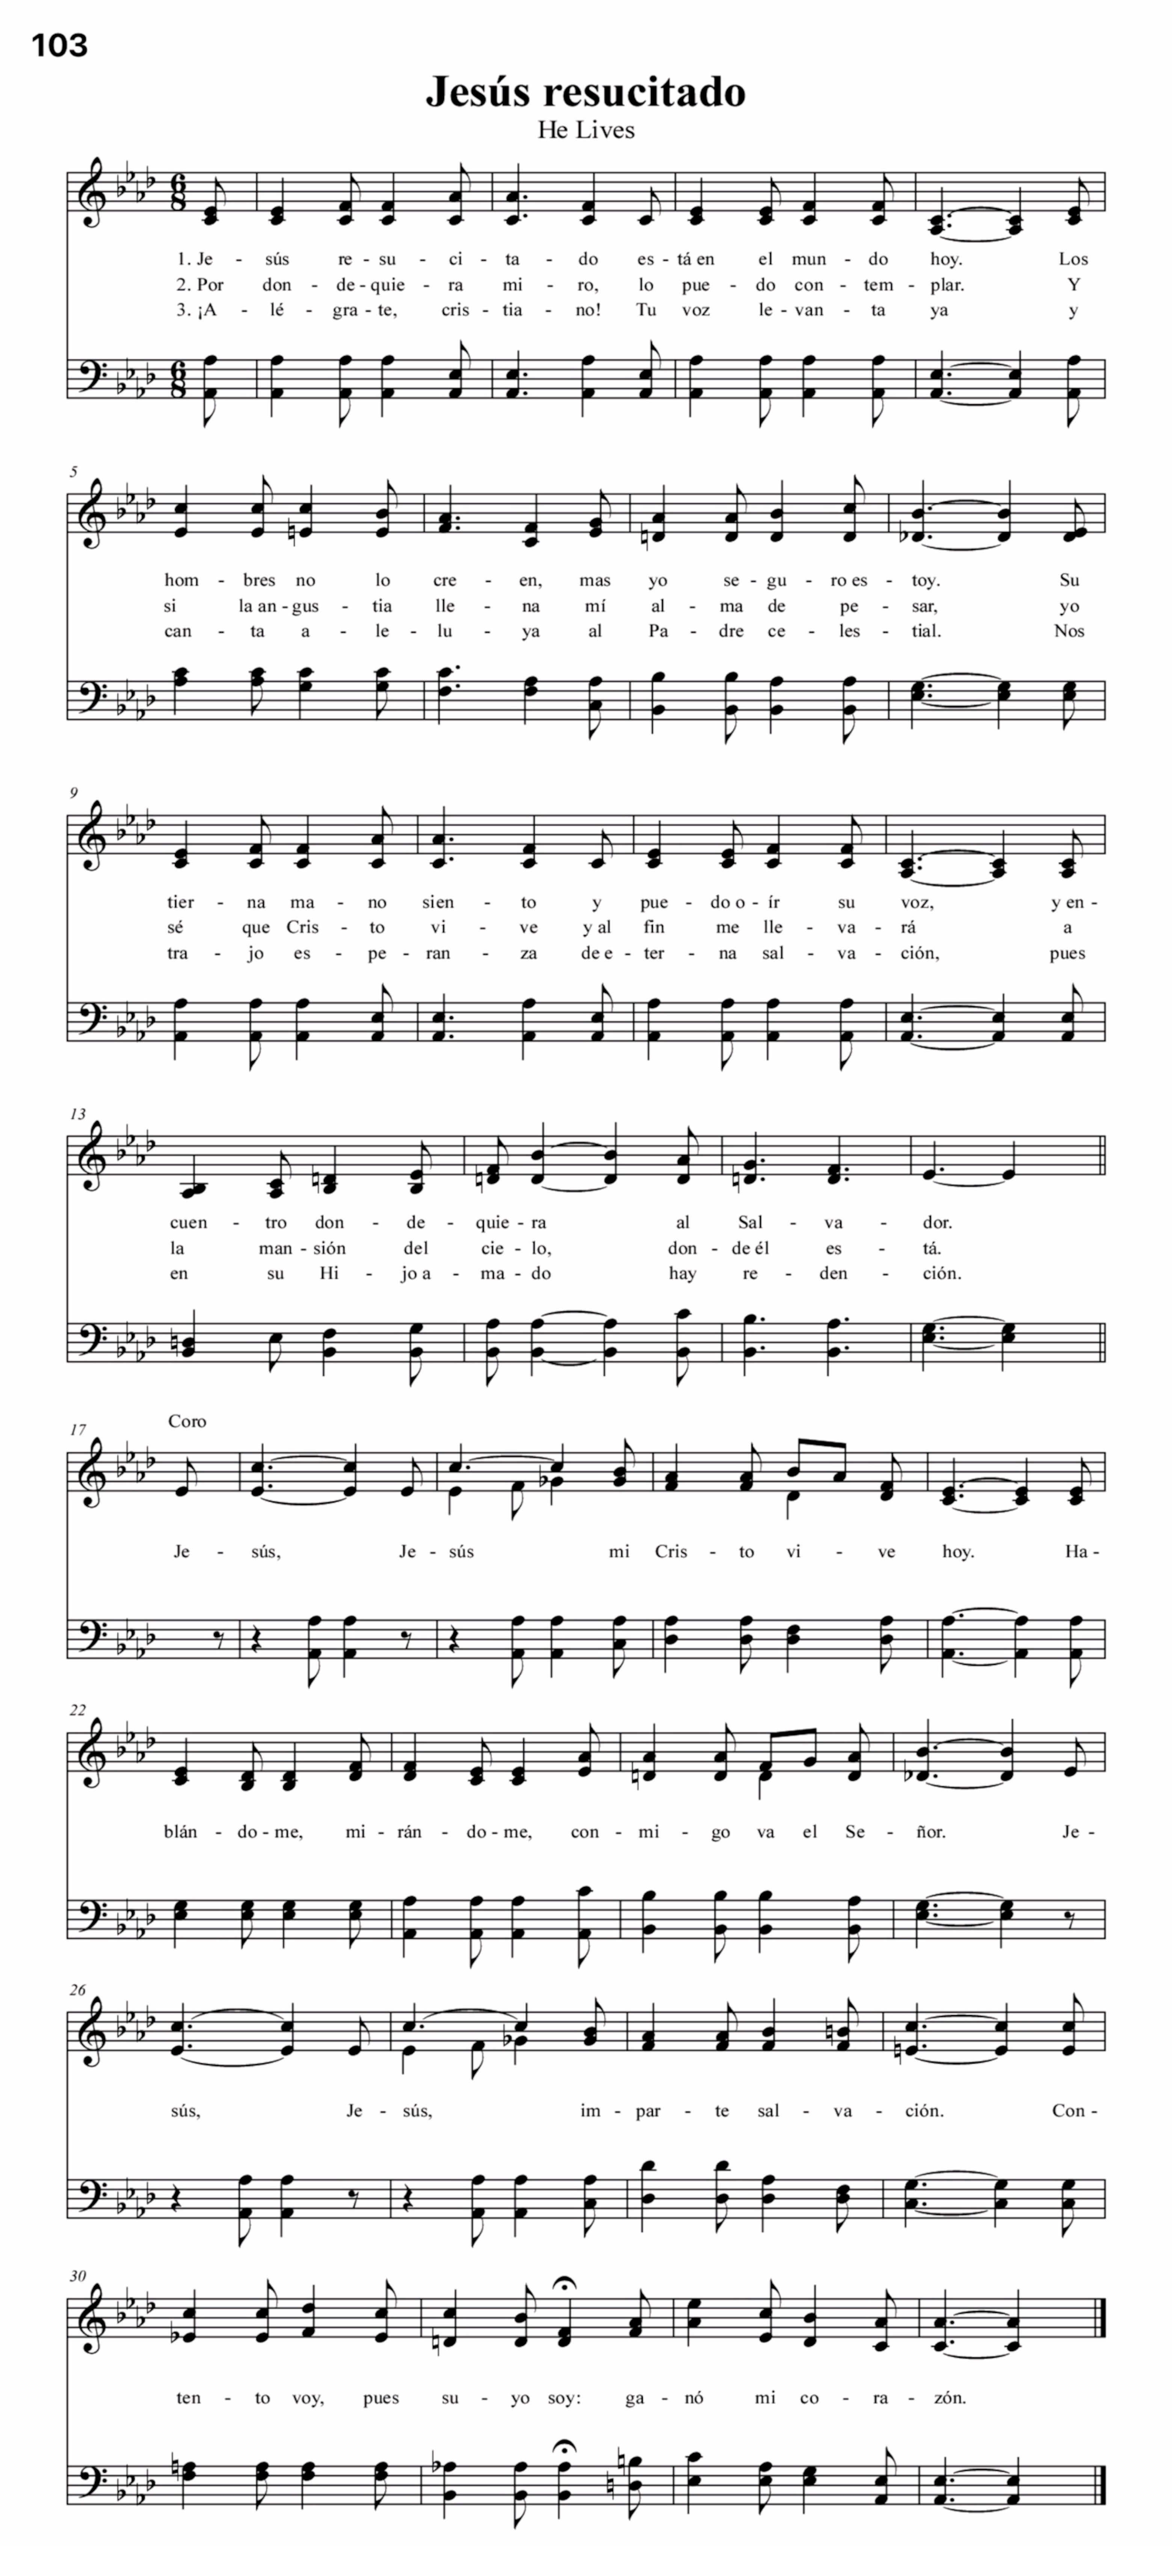 103
Jesús resucitado
He Lives
1. Je - sús re - su - ci - ta - do es - tá en el mun - do hoy. Los
2. Por don - de - quie - ra mi - ro, lo pue - do con - tem - plar. Y
3. ¡A - lé - gra - te, cris - tia - no! Tu voz le - van - ta ya y
5
hom - bres no lo cre - en, mas yo se - gu - ro es - toy. Su
si la an - gus - tia lle - na mí al - ma de pe - sar, yo
can - ta a - le - lu - ya al Pa - dre ce - les - tial. Nos
9
tier - na ma - no sien - to y pue - do o - ír su voz, y en -
sé que Cris - to vi - ve y al fin me lle - va - rá a
tra - jo es - pe - ran - za de e - ter - na sal - va - ción, pues
13
cuen - tro don - de - quie - ra al Sal - va - dor.
la man - sión del cie - lo, don - de él es - tá.
en su Hi - jo a - ma - do hay re - den - ción.
17 Coro
Je - sús, Je - sús mi Cris - to vi - ve hoy. Ha -
22
blán - do - me, mi - rán - do - me, con - mi - go va el Se - ñor. Je -
26
sús, Je - sús, im - par - te sal - va - ción. Con -
30
ten - to voy, pues su - yo soy: ga - nó mi co - ra - zón.